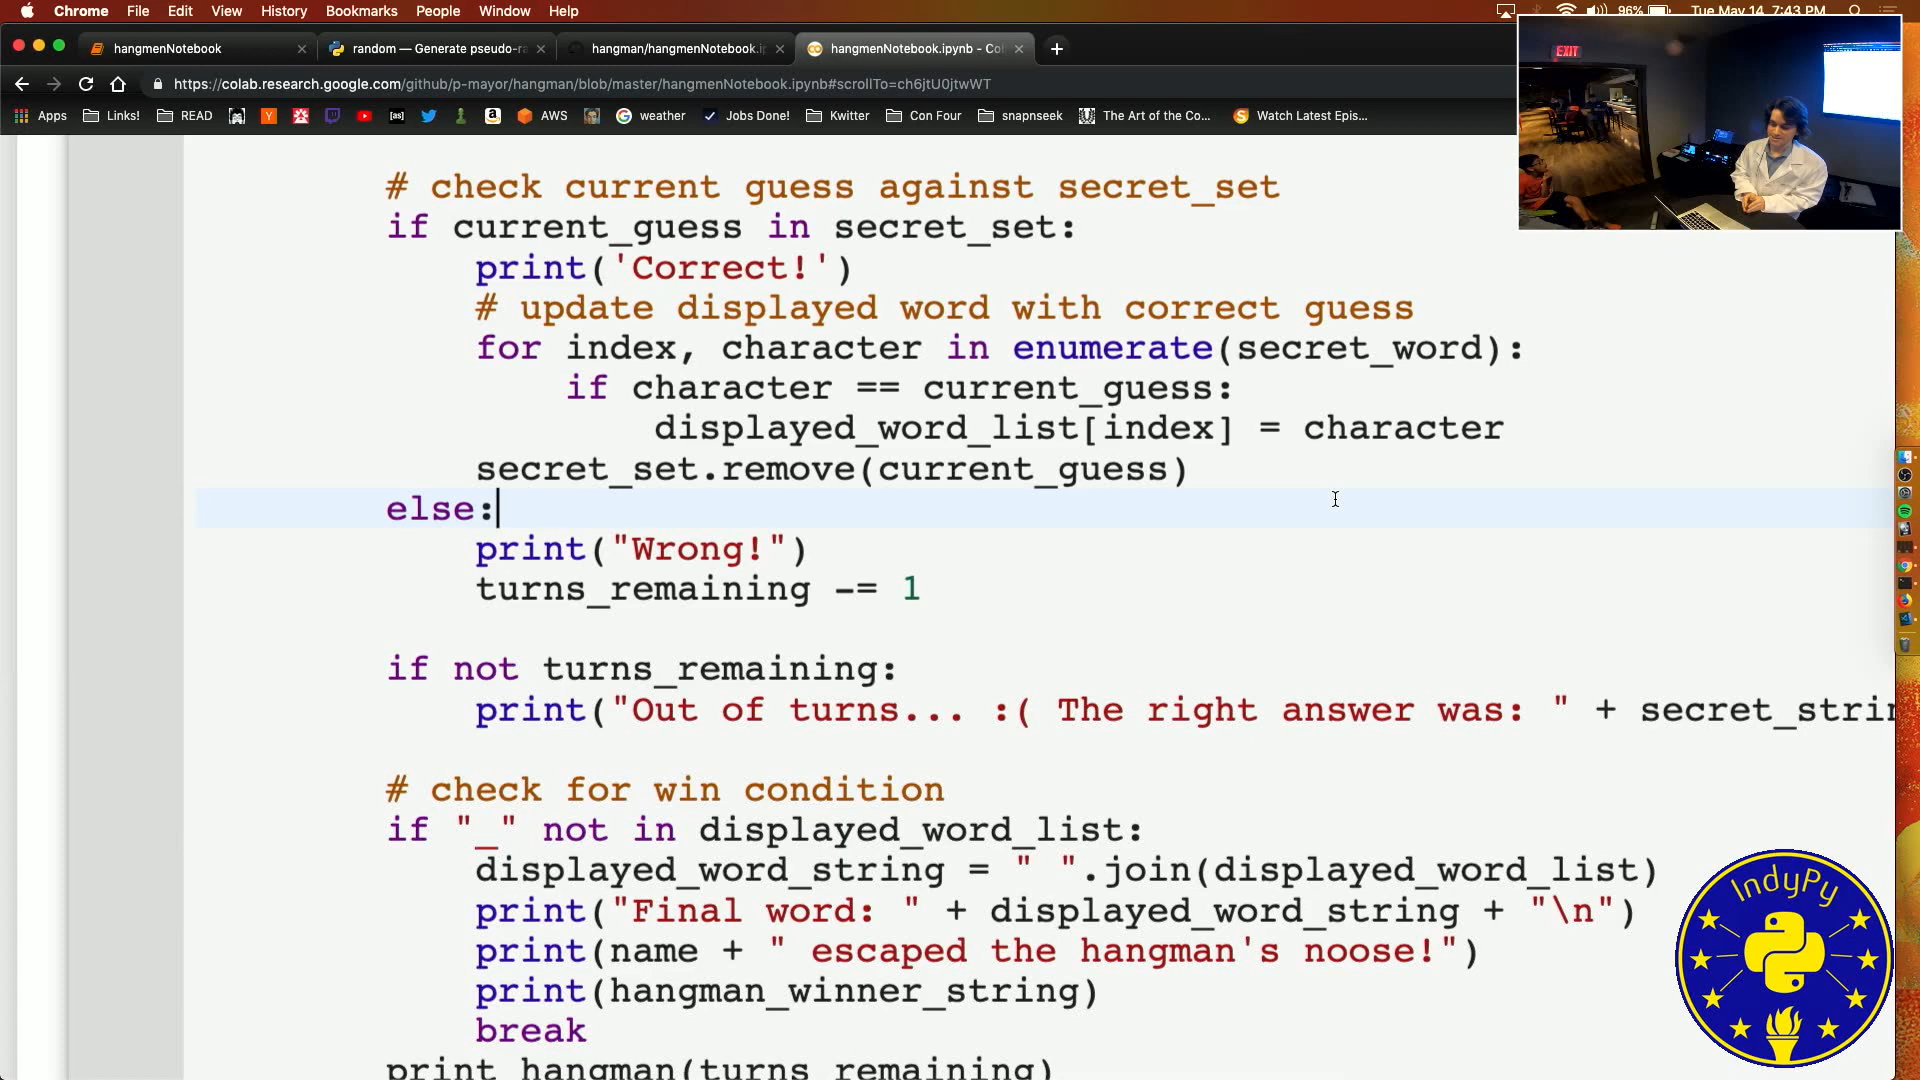 Chrome File Edit View History Bookmarks People Window Help 96% Tue May 14 7:43 PM
hangmenNotebook random — Generate pseudo-ra hangman/hangmenNotebook.i hangmenNotebook.ipynb - Co
https://colab.research.google.com/github/p-mayor/hangman/blob/master/hangmenNotebook.ipynb#scrollTo=ch6jtU0jtwWT
Apps Links! READ Y [as] a AWS G weather Jobs Done! Kwitter Con Four snapnseek The Art of the Co... S Watch Latest Epis...
EXIT
# check current guess against secret_set
if current_guess in secret_set:
print('Correct!')
# update displayed word with correct guess
for index, character in enumerate(secret_word):
if character == current_guess:
displayed_word_list[index] = character
secret_set.remove(current_guess)
else:
print("Wrong!")
turns_remaining -= 1
if not turns_remaining:
print("Out of turns... :( The right answer was: " + secret_strin
# check for win condition
if "_" not in displayed_word_list:
displayed_word_string = " ".join(displayed_word_list)
print("Final word: " + displayed_word_string + "\n")
print(name + " escaped the hangman's noose!")
print(hangman_winner_string)
break
print_hangman(turns_remaining)
IndyPy